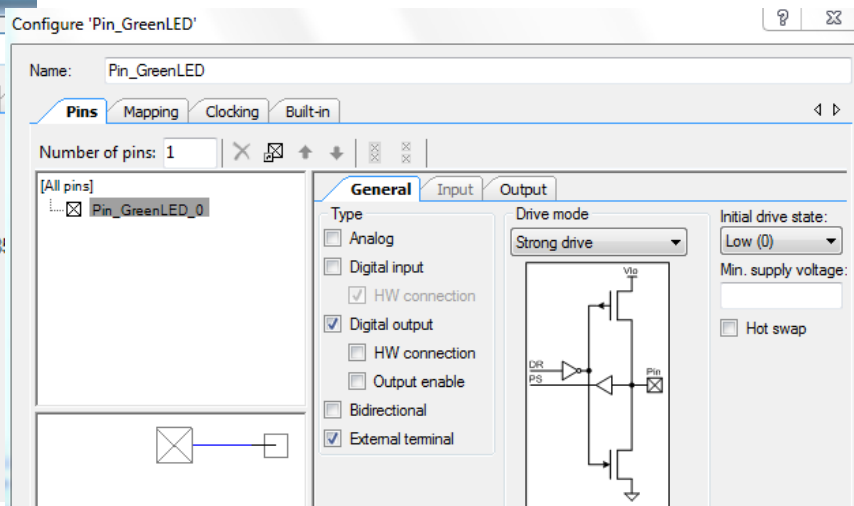 Configure 'Pin_GreenLED'
Name: Pin_GreenLED
Pins Mapping Clocking Built-in
Number of pins: 1
[All pins]
Pin_GreenLED_0
General Input Output
Type
Analog
Digital input
HW connection
Digital output
HW connection
Output enable
Bidirectional
External terminal
Drive mode
Strong drive
Vio
DR
PS
Pin
Initial drive state:
Low (0)
Min. supply voltage:
Hot swap